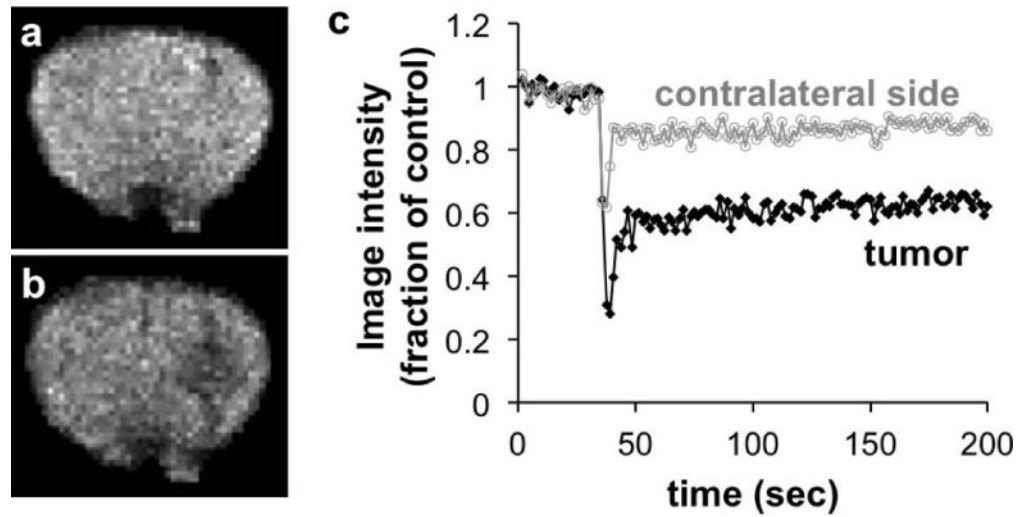 a
b
c
Image intensity
(fraction of control)
1.2
1
0.8
0.6
0.4
0.2
0
contralateral side
tumor
0 50 100 150 200
time (sec)